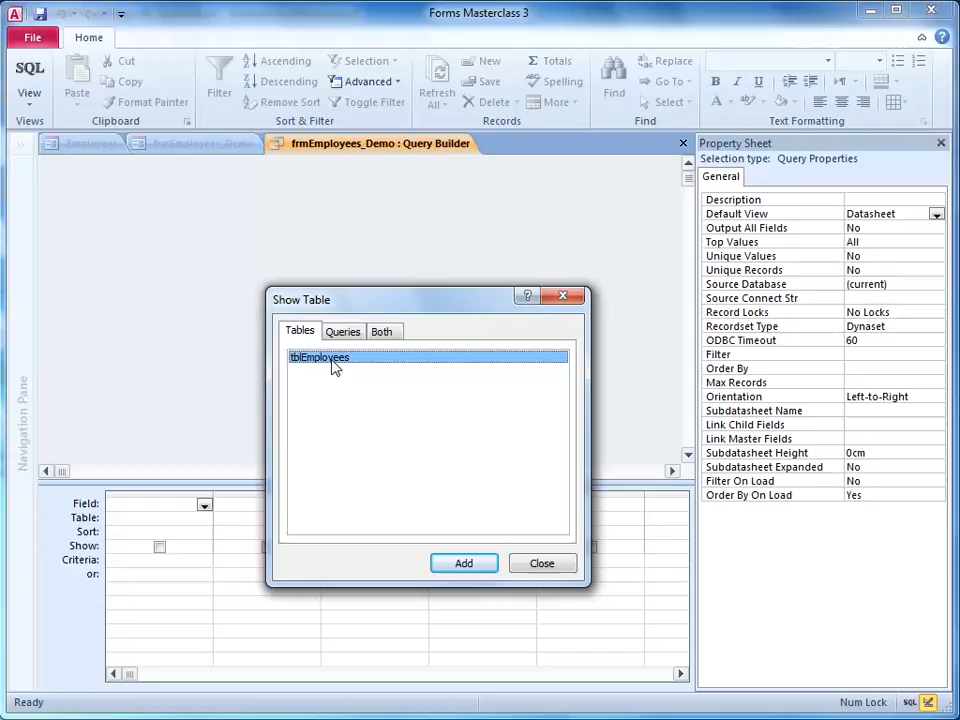 Forms Masterclass 3
File
Home
SQL
View
Views
Paste
Cut
Copy
Format Painter
Clipboard
Filter
Ascending
Descending
Remove Sort
Selection
Advanced
Toggle Filter
Sort & Filter
Refresh
All
New
Save
Delete
Totals
Spelling
More
Records
Find
Replace
Go To
Select
Find
B I U
A
Text Formatting
frmEmployees_Demo
frmEmployees_Demo : Query Builder
Property Sheet
Selection type: Query Properties
General
Description
Default View Datasheet
Output All Fields No
Top Values All
Unique Values No
Unique Records No
Source Database (current)
Source Connect Str
Record Locks No Locks
Recordset Type Dynaset
ODBC Timeout 60
Filter
Order By
Max Records
Orientation Left-to-Right
Subdatasheet Name
Link Child Fields
Link Master Fields
Subdatasheet Height 0cm
Subdatasheet Expanded No
Filter On Load No
Order By On Load Yes
Navigation Pane
Show Table
Tables
Queries
Both
tblEmployees
Add
Close
Field:
Table:
Sort:
Show:
Criteria:
or:
Ready
Num Lock
SQL